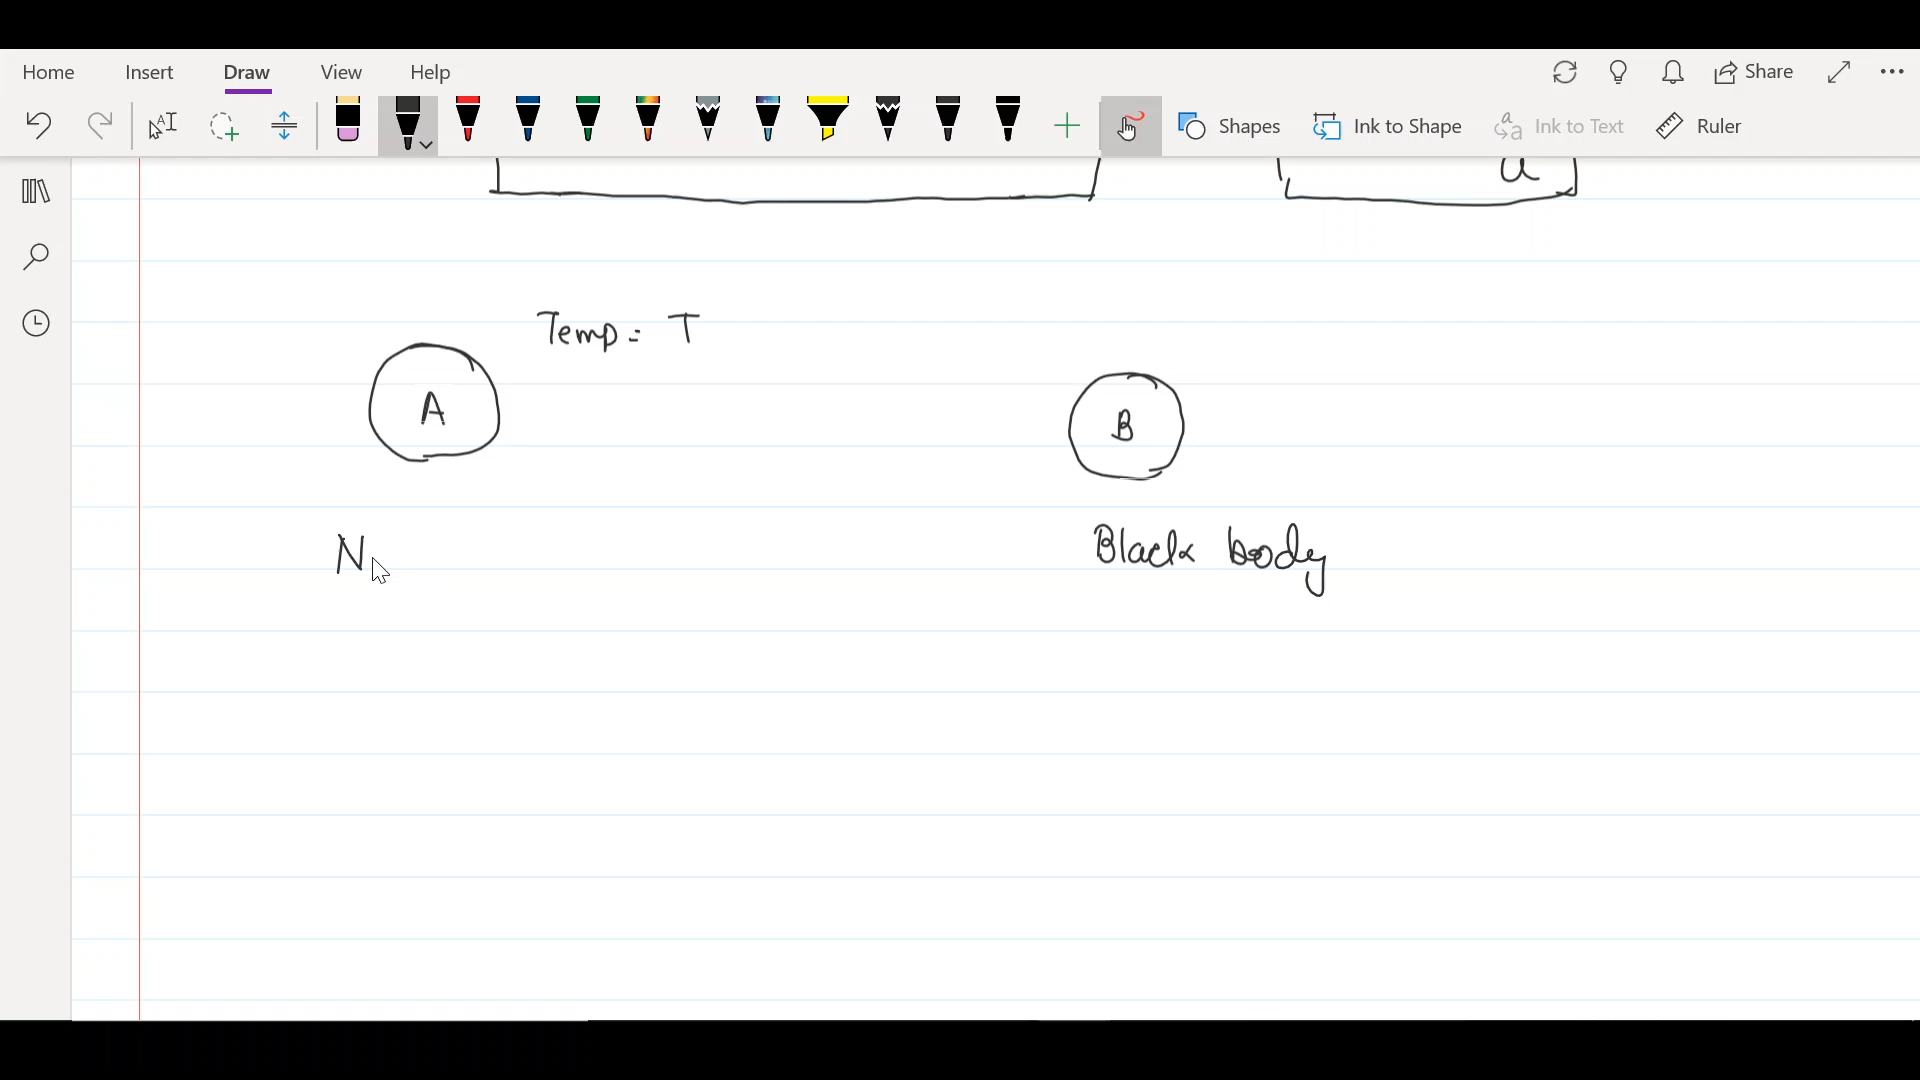 Home Insert Draw View Help Share
Shapes Ink to Shape Ink to Text Ruler
a
Temp = T
A
B
N
Black body